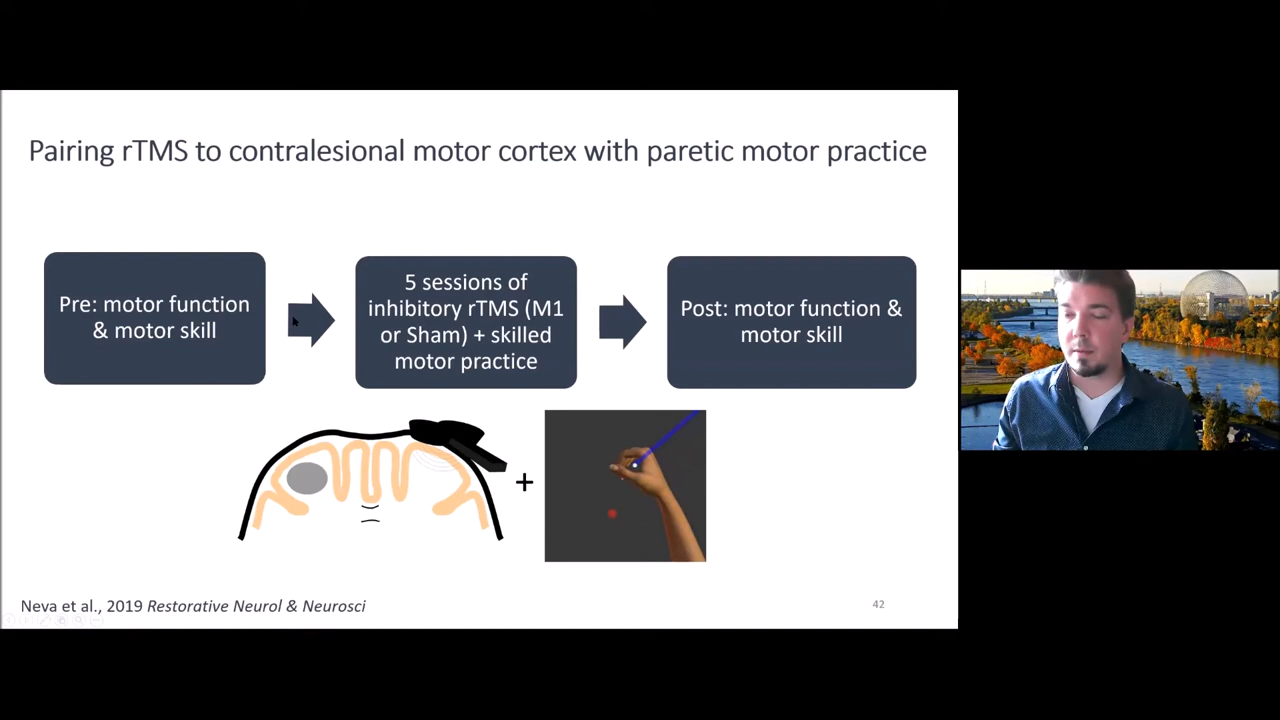 Pairing rTMS to contralesional motor cortex with paretic motor practice
Pre: motor function
& motor skill
5 sessions of
inhibitory rTMS (M1
or Sham) + skilled
motor practice
Post: motor function &
motor skill
+
Neva et al., 2019 Restorative Neurol & Neurosci
42